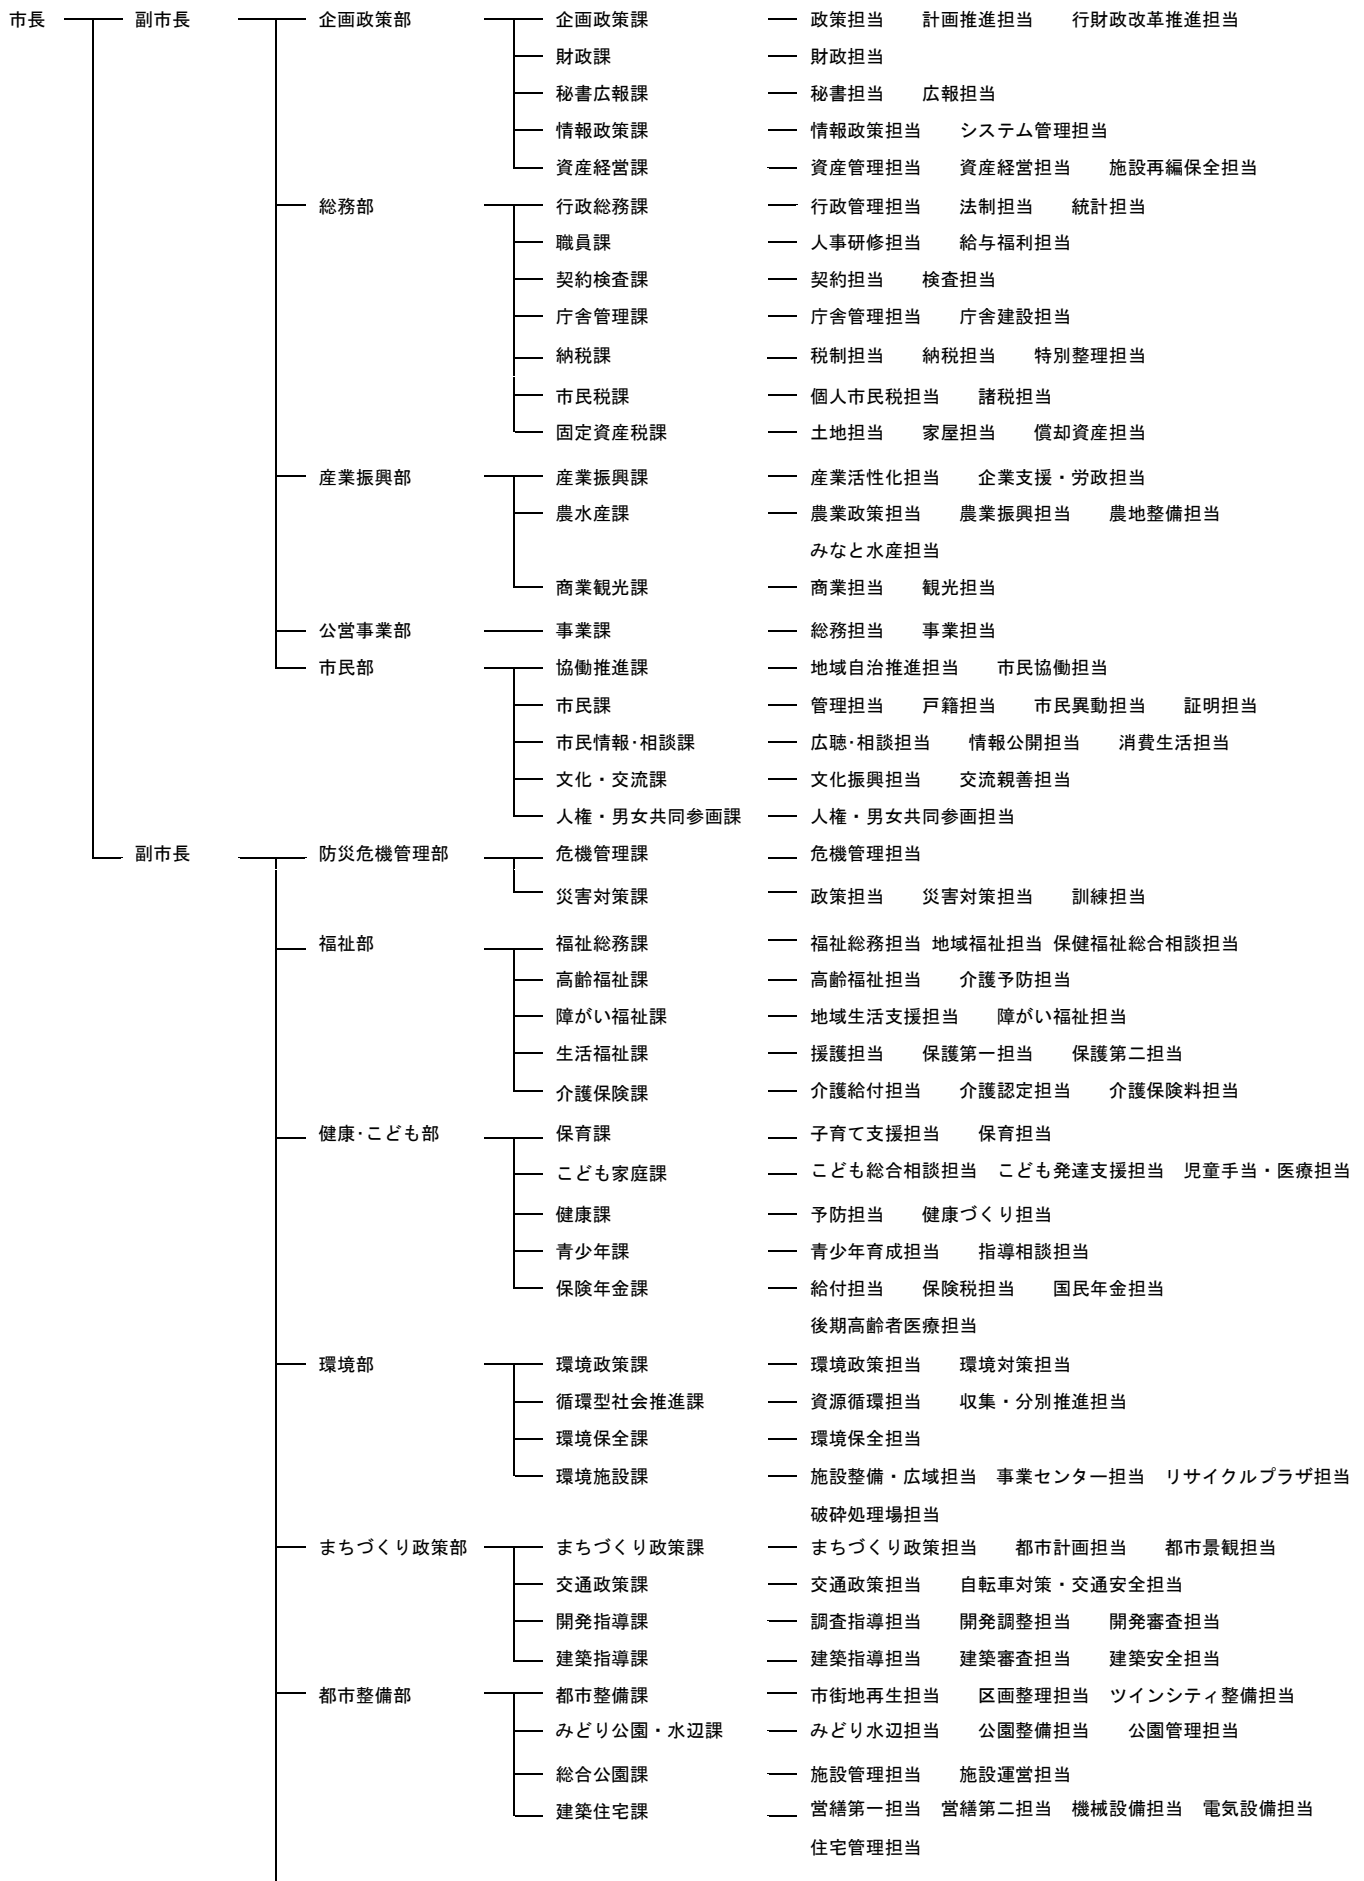 市長 副市長 企画政策部 企画政策課 政策担当 計画推進担当 行財政改革推進担当
財政課 財政担当
秘書広報課 秘書担当 広報担当
情報政策課 情報政策担当 システム管理担当
資産経営課 資産管理担当 資産経営担当 施設再編保全担当
総務部 行政総務課 行政管理担当 法制担当 統計担当
職員課 人事研修担当 給与福利担当
契約検査課 契約担当 検査担当
庁舎管理課 庁舎管理担当 庁舎建設担当
納税課 税制担当 納税担当 特別整理担当
市民税課 個人市民税担当 諸税担当
固定資産税課 土地担当 家屋担当 償却資産担当
産業振興部 産業振興課 産業活性化担当 企業支援・労政担当
農水産課 農業政策担当 農業振興担当 農地整備担当
みなと水産担当
商業観光課 商業担当 観光担当
公営事業部 事業課 総務担当 事業担当
市民部 協働推進課 地域自治推進担当 市民協働担当
市民課 管理担当 戸籍担当 市民異動担当 証明担当
市民情報･相談課 広聴･相談担当 情報公開担当 消費生活担当
文化・交流課 文化振興担当 交流親善担当
人権・男女共同参画課 人権・男女共同参画担当
副市長 防災危機管理部 危機管理課 危機管理担当
災害対策課 政策担当 災害対策担当 訓練担当
福祉部 福祉総務課 福祉総務担当 地域福祉担当 保健福祉総合相談担当
高齢福祉課 高齢福祉担当 介護予防担当
障がい福祉課 地域生活支援担当 障がい福祉担当
生活福祉課 援護担当 保護第一担当 保護第二担当
介護保険課 介護給付担当 介護認定担当 介護保険料担当
健康･こども部 保育課 子育て支援担当 保育担当
こども家庭課 こども総合相談担当 こども発達支援担当 児童手当・医療担当
健康課 予防担当 健康づくり担当
青少年課 青少年育成担当 指導相談担当
保険年金課 給付担当 保険税担当 国民年金担当
後期高齢者医療担当
環境部 環境政策課 環境政策担当 環境対策担当
循環型社会推進課 資源循環担当 収集・分別推進担当
環境保全課 環境保全担当
環境施設課 施設整備・広域担当 事業センター担当 リサイクルプラザ担当
破砕処理場担当
まちづくり政策部 まちづくり政策課 まちづくり政策担当 都市計画担当 都市景観担当
交通政策課 交通政策担当 自転車対策・交通安全担当
開発指導課 調査指導担当 開発調整担当 開発審査担当
建築指導課 建築指導担当 建築審査担当 建築安全担当
都市整備部 都市整備課 市街地再生担当 区画整理担当 ツインシティ整備担当
みどり公園・水辺課 みどり水辺担当 公園整備担当 公園管理担当
総合公園課 施設管理担当 施設運営担当
建築住宅課 営繕第一担当 営繕第二担当 機械設備担当 電気設備担当
住宅管理担当